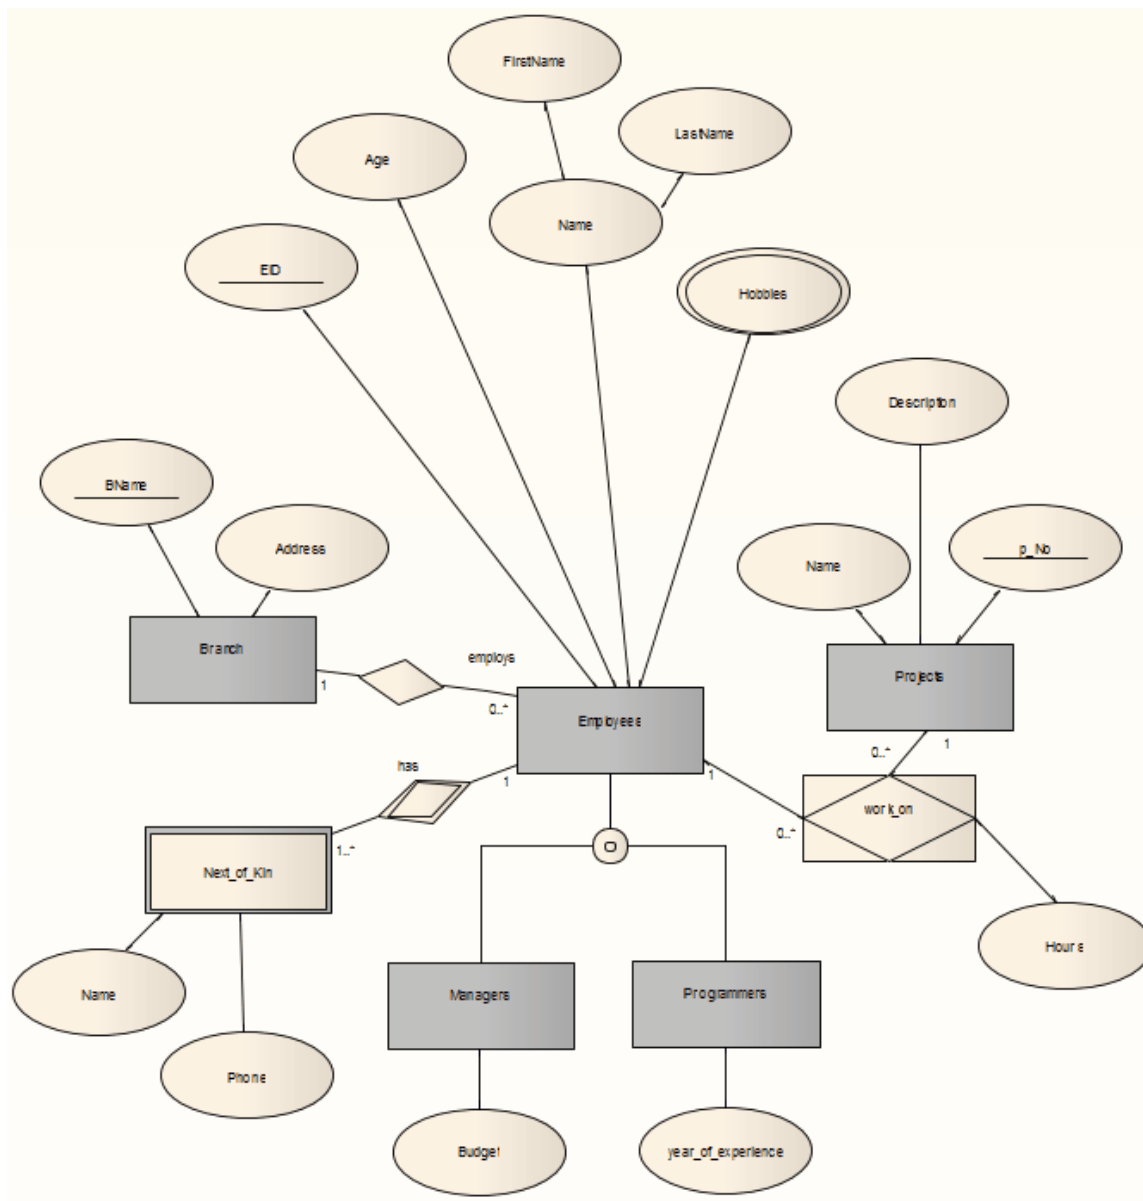 FirstName
LastName
Age
Name
EID
Hobbies
Description
BName
Address
Name
p_No
Branch
employs
Projects
1
0..*
Employees
0..*
1
has
1
1
work_on
1..*
0..*
Next_of_Kin
Hours
Name
Managers
Programmers
Phone
Budget
year_of_experience